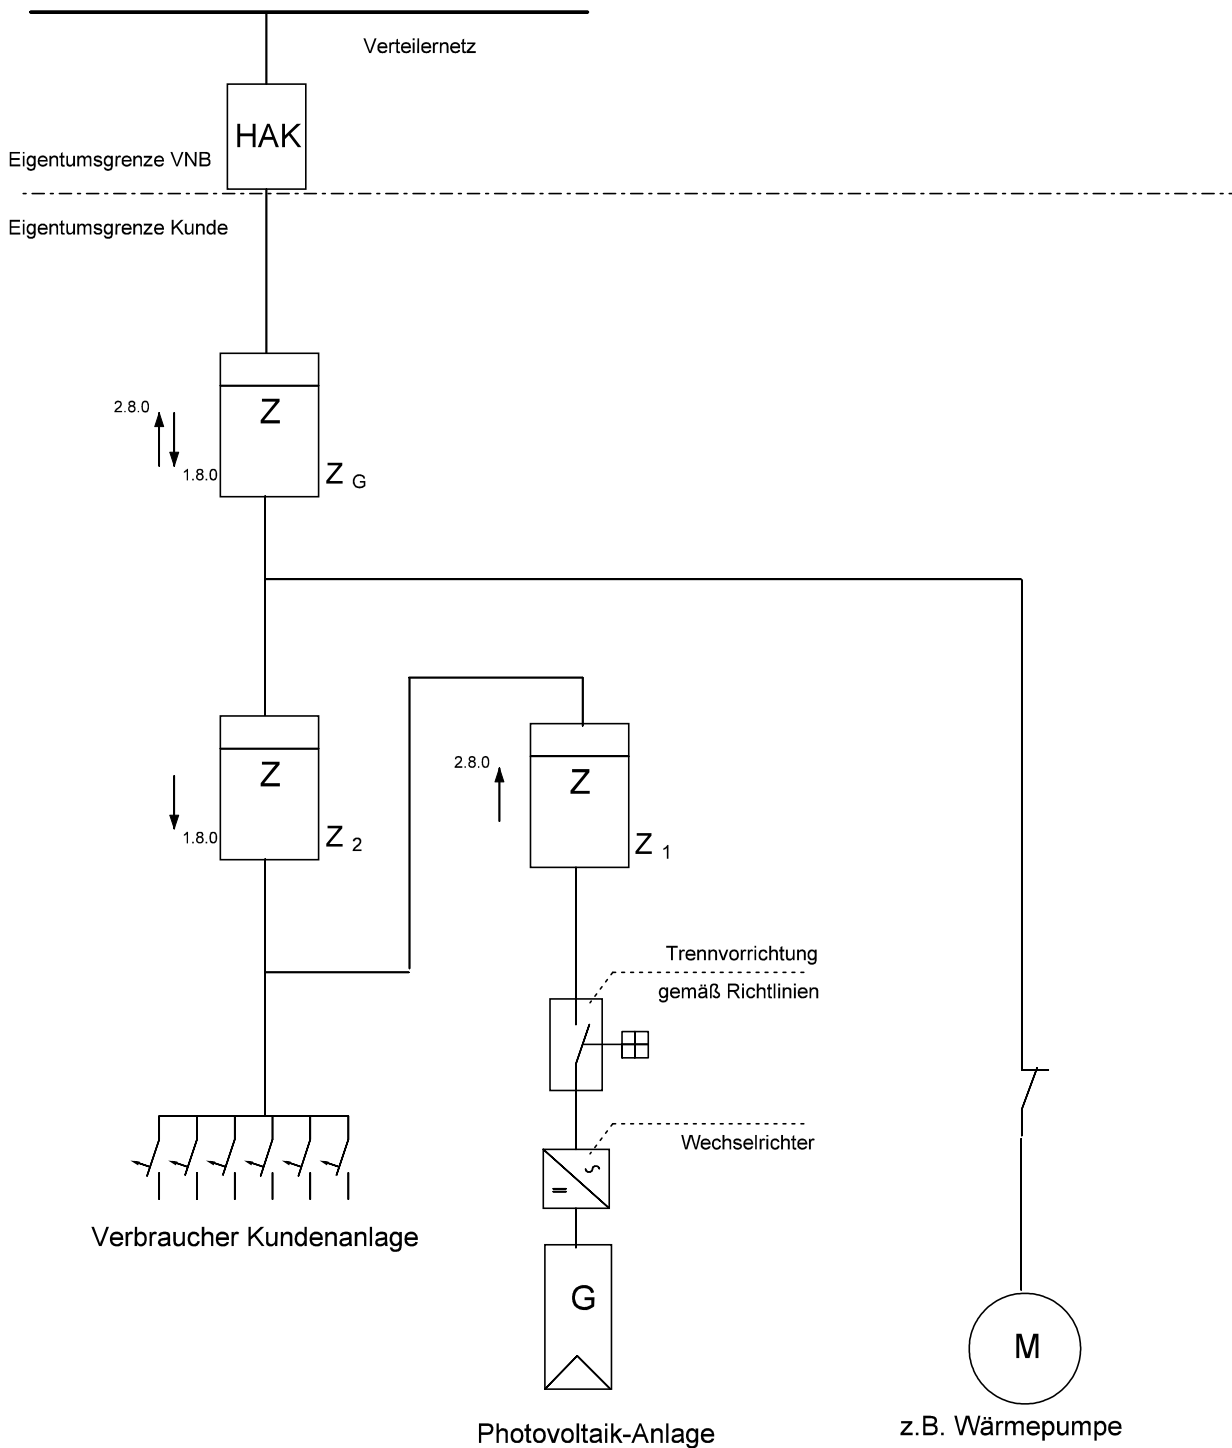 Verteilernetz
HAK
Eigentumsgrenze VNB
Eigentumsgrenze Kunde
2.8.0
Z
1.8.0
Z G
Z
1.8.0
Z 2
2.8.0
Z
Z 1
Trennvorrichtung
gemäß Richtlinien
Wechselrichter
Verbraucher Kundenanlage
G
M
Photovoltaik-Anlage
z.B. Wärmepumpe